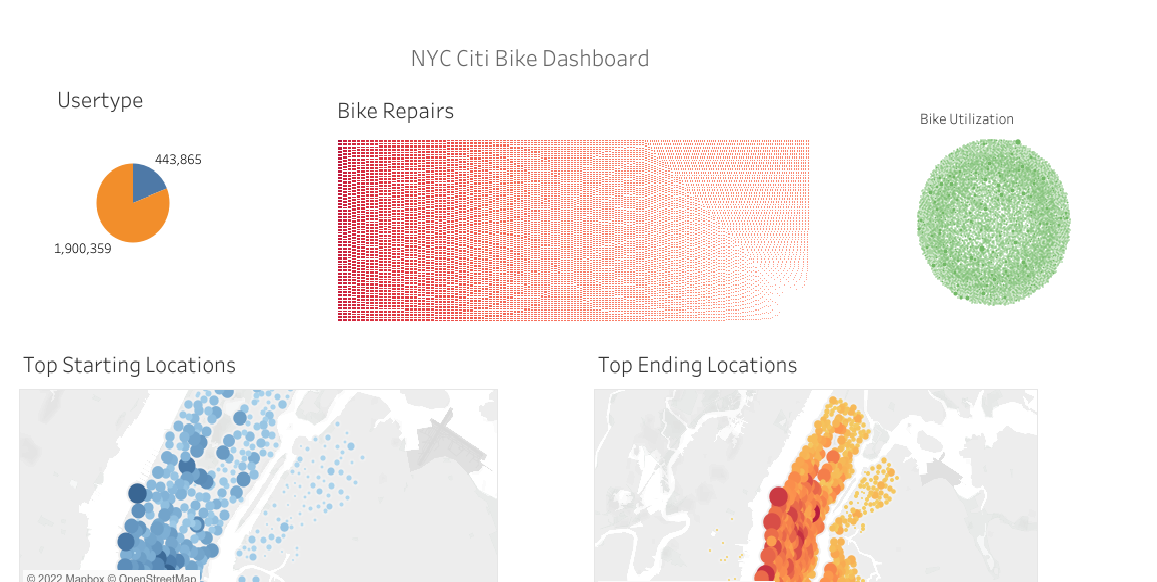 NYC Citi Bike Dashboard
Usertype
Bike Repairs
Bike Utilization
443,865
1,900,359
Top Starting Locations
Top Ending Locations
© 2022 Mapbox © OpenStreetMap